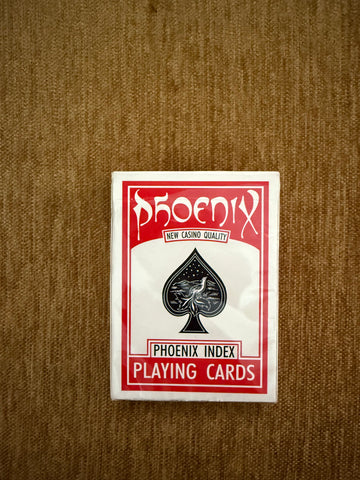 PHOENIX
NEW CASINO QUALITY
PHOENIX INDEX
PLAYING CARDS